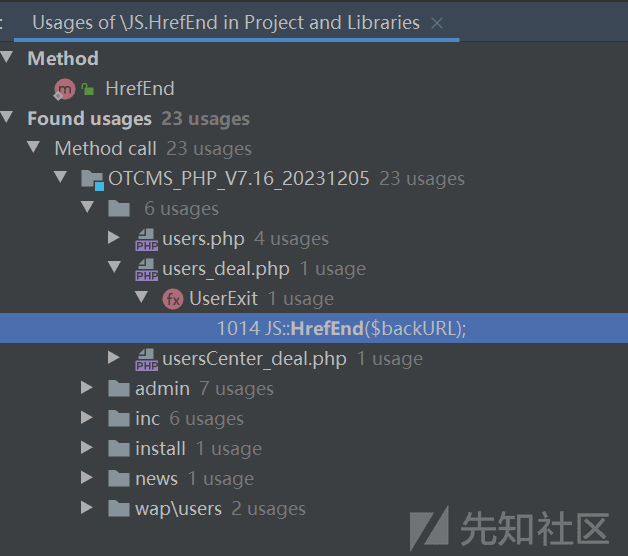 :
Usages of \JS.HrefEnd in Project and Libraries ×
Method
m HrefEnd
Found usages 23 usages
Method call 23 usages
OTCMS_PHP_V7.16_20231205 23 usages
6 usages
PHP users.php 4 usages
PHP users_deal.php 1 usage
fx UserExit 1 usage
1014 JS::HrefEnd($backURL);
PHP usersCenter_deal.php 1 usage
admin 7 usages
inc 6 usages
install 1 usage
news 1 usage
wap\users 2 usages
先知社区